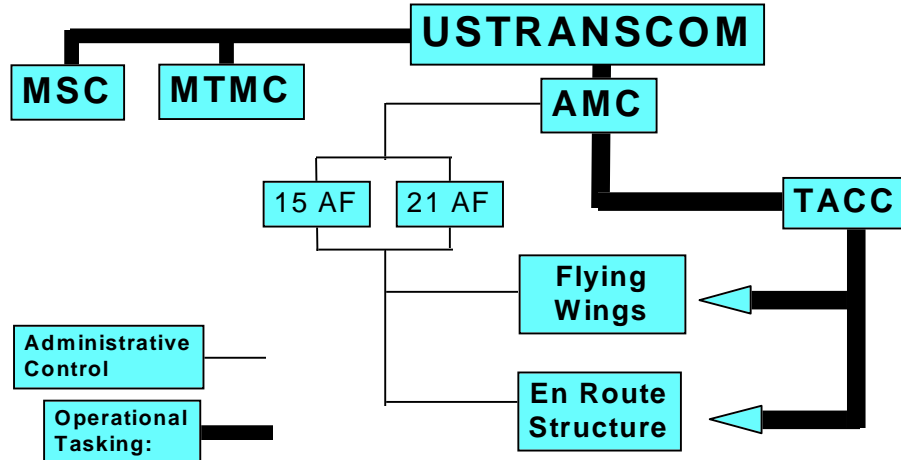 USTRANSCOM
MSC
MTMC
AMC
15 AF
21 AF
TACC
Flying
Wings
Administrative
Control
En Route
Structure
Operational
Tasking: